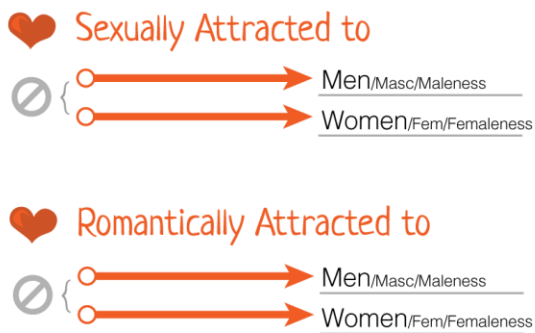 Sexually Attracted to
Men/Masc/Maleness
Women/Fem/Femaleness
Romantically Attracted to
Men/Masc/Maleness
Women/Fem/Femaleness